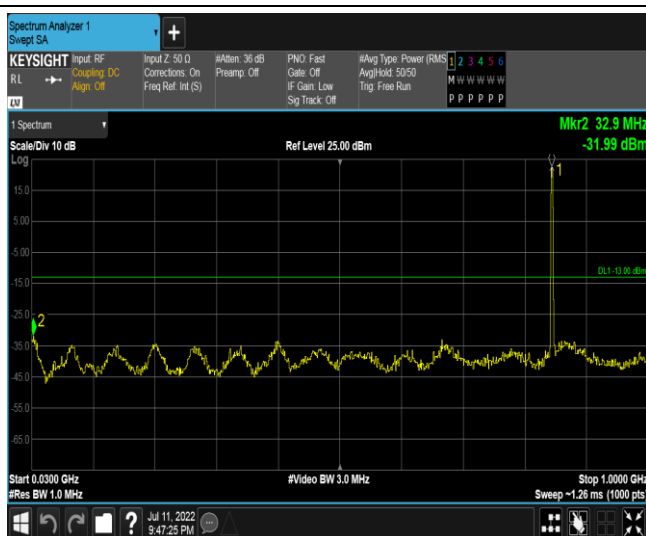 Spectrum Analyzer 1
Swept SA
+
KEYSIGHT Input: RF Input Z: 50 Ω #Atten: 36 dB PNO: Fast #Avg Type: Power (RMS 1 2 3 4 5 6
RL Coupling: DC Corrections: On Preamp: Off Gate: Off Avg|Hold: 50/50 M W W W W W
Align: Off Freq Ref: Int (S) IF Gain: Low Trig: Free Run P P P P P P
Sig Track: Off
LXI
1 Spectrum
Mkr2 32.9 MHz
Scale/Div 10 dB Ref Level 25.00 dBm -31.99 dBm
Log
1
15.0
5.00
-5.00
-15.0
DL1 -13.00 dBm
-25.0
2
-35.0
-45.0
-55.0
-65.0
Start 0.0300 GHz #Video BW 3.0 MHz Stop 1.0000 GHz
#Res BW 1.0 MHz Sweep ~1.26 ms (1000 pts)
? Jul 11, 2022
9:47:25 PM